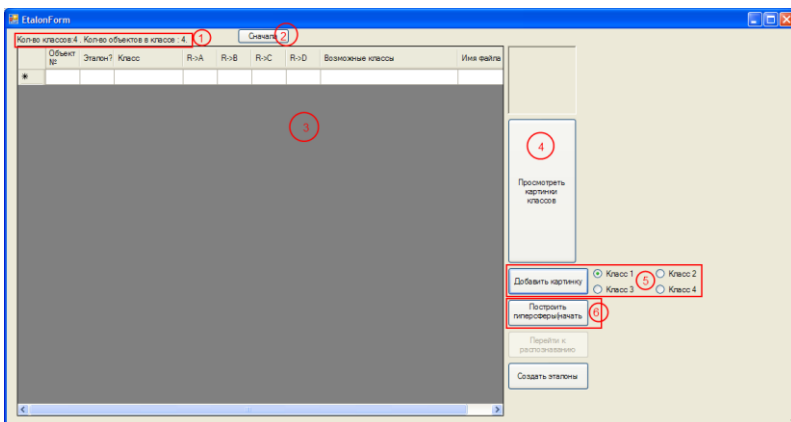 EtalonForm
Кол-во классов:4 . Кол-во объектов в классе : 4.
1
Сначала
2
Объект №
Эталон?
Класс
R->A
R->B
R->C
R->D
Возможные классы
Имя файла
3
4
Просмотреть
картинки
классов
Добавить картинку
Класс 1
Класс 2
5
Класс 3
Класс 4
Построить
гиперсферы|начать
6
Перейти к
распознаванию
Создать эталоны